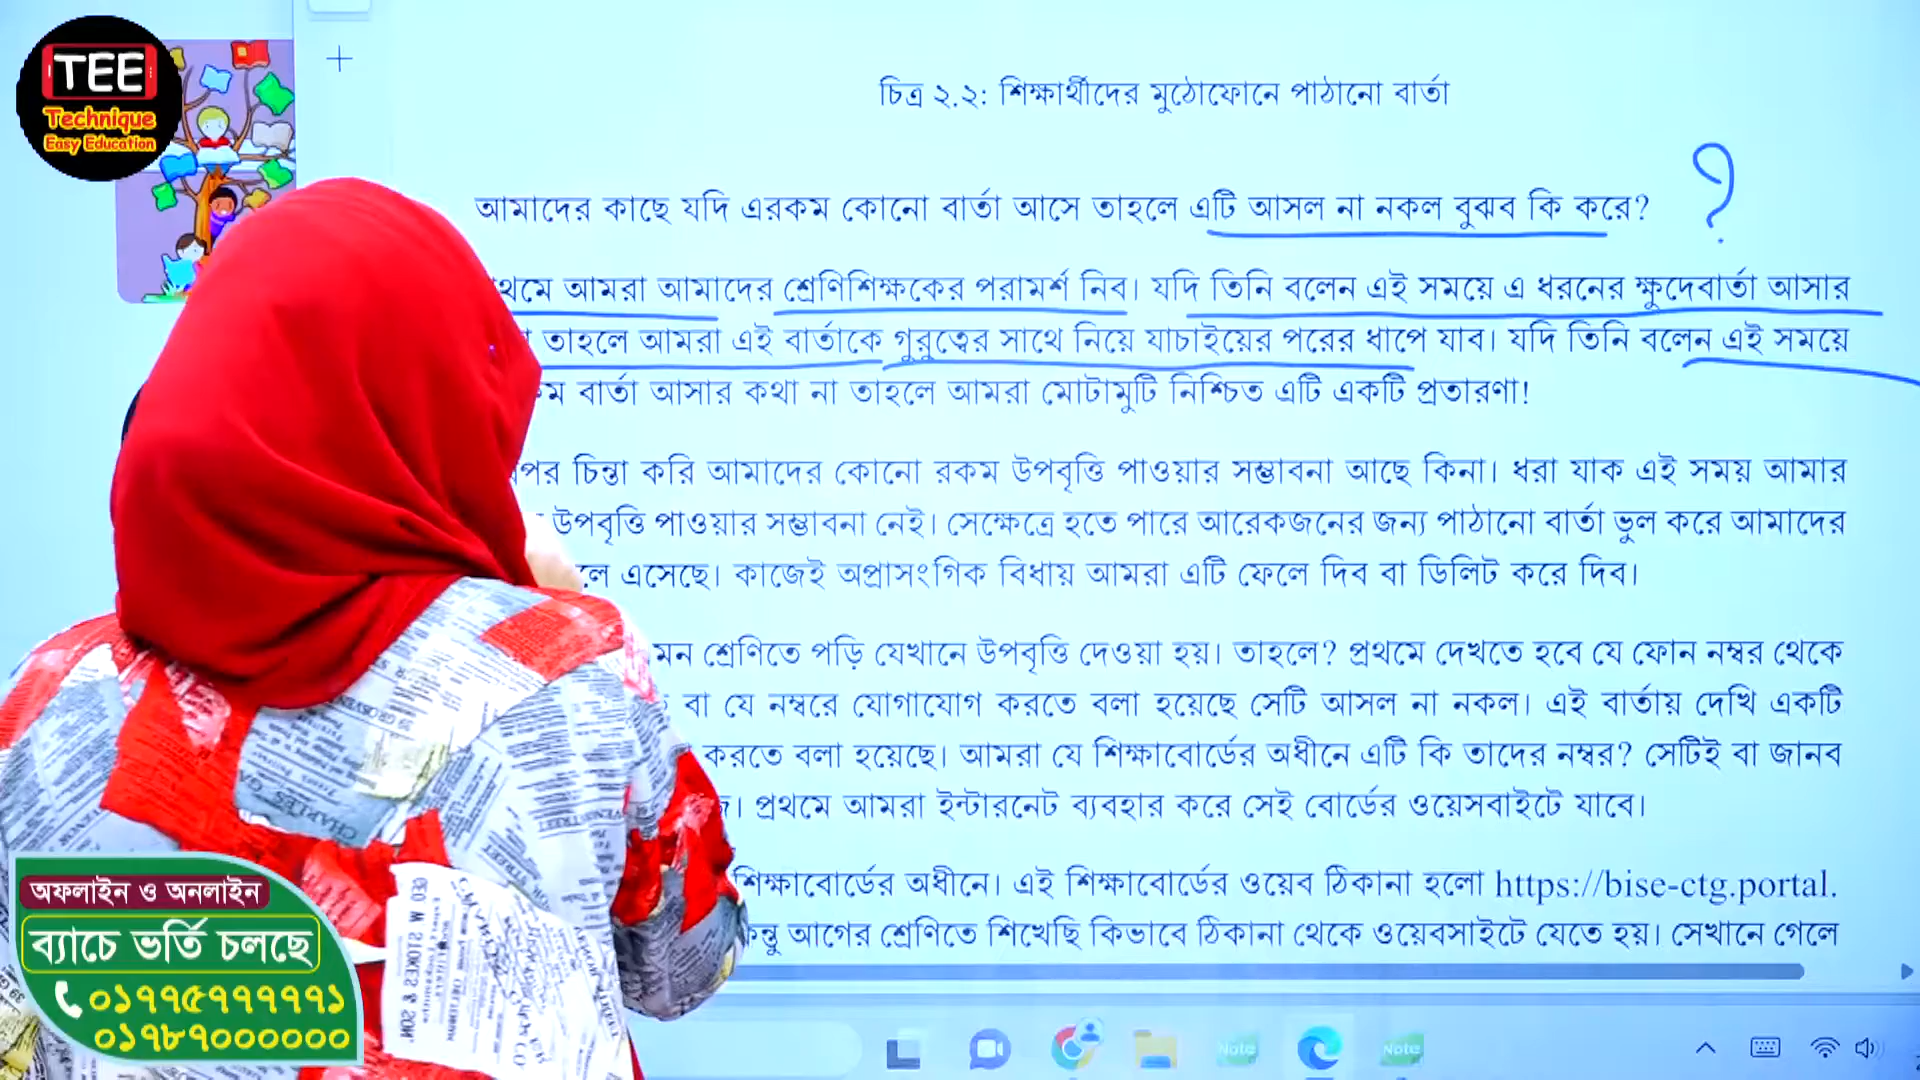 TEE
Technique
Easy Education
চিত্র ২.২: শিক্ষার্থীদের মুঠোফোনে পাঠানো বার্তা
আমাদের কাছে যদি এরকম কোনো বার্তা আসে তাহলে এটি আসল না নকল বুঝব কি করে?
?
আমরা আমাদের শ্রেণিশিক্ষকের পরামর্শ নিব। যদি তিনি বলেন এই সময়ে এ ধরনের ক্ষুদেবার্তা আসার
তাহলে আমরা এই বার্তাকে গুরুত্বের সাথে নিয়ে যাচাইয়ের পরের ধাপে যাব। যদি তিনি বলেন এই সময়ে
বার্তা আসার কথা না তাহলে আমরা মোটামুটি নিশ্চিত এটি একটি প্রতারণা!
চিন্তা করি আমাদের কোনো রকম উপবৃত্তি পাওয়ার সম্ভাবনা আছে কিনা। ধরা যাক এই সময় আমার
উপবৃত্তি পাওয়ার সম্ভাবনা নেই। সেক্ষেত্রে হতে পারে আরেকজনের জন্য পাঠানো বার্তা ভুল করে আমাদের
এসেছে। কাজেই অপ্রাসংগিক বিধায় আমরা এটি ফেলে দিব বা ডিলিট করে দিব।
শ্রেণিতে পড়ি যেখানে উপবৃত্তি দেওয়া হয়। তাহলে? প্রথমে দেখতে হবে যে ফোন নম্বর থেকে
বা যে নম্বরে যোগাযোগ করতে বলা হয়েছে সেটি আসল না নকল। এই বার্তায় দেখি একটি
করতে বলা হয়েছে। আমরা যে শিক্ষাবোর্ডের অধীনে এটি কি তাদের নম্বর? সেটিই বা জানব
প্রথমে আমরা ইন্টারনেট ব্যবহার করে সেই বোর্ডের ওয়েসবাইটে যাবে।
শিক্ষাবোর্ডের অধীনে। এই শিক্ষাবোর্ডের ওয়েব ঠিকানা হলো https://bise-ctg.portal.
আগের শ্রেণিতে শিখেছি কিভাবে ঠিকানা থেকে ওয়েবসাইটে যেতে হয়। সেখানে গেলে
অফলাইন ও অনলাইন
ব্যাচে ভর্তি চলছে
০১৭৭৫৭৭৭৭৭১
০১৭৮৭০০০০০০
Note
Note